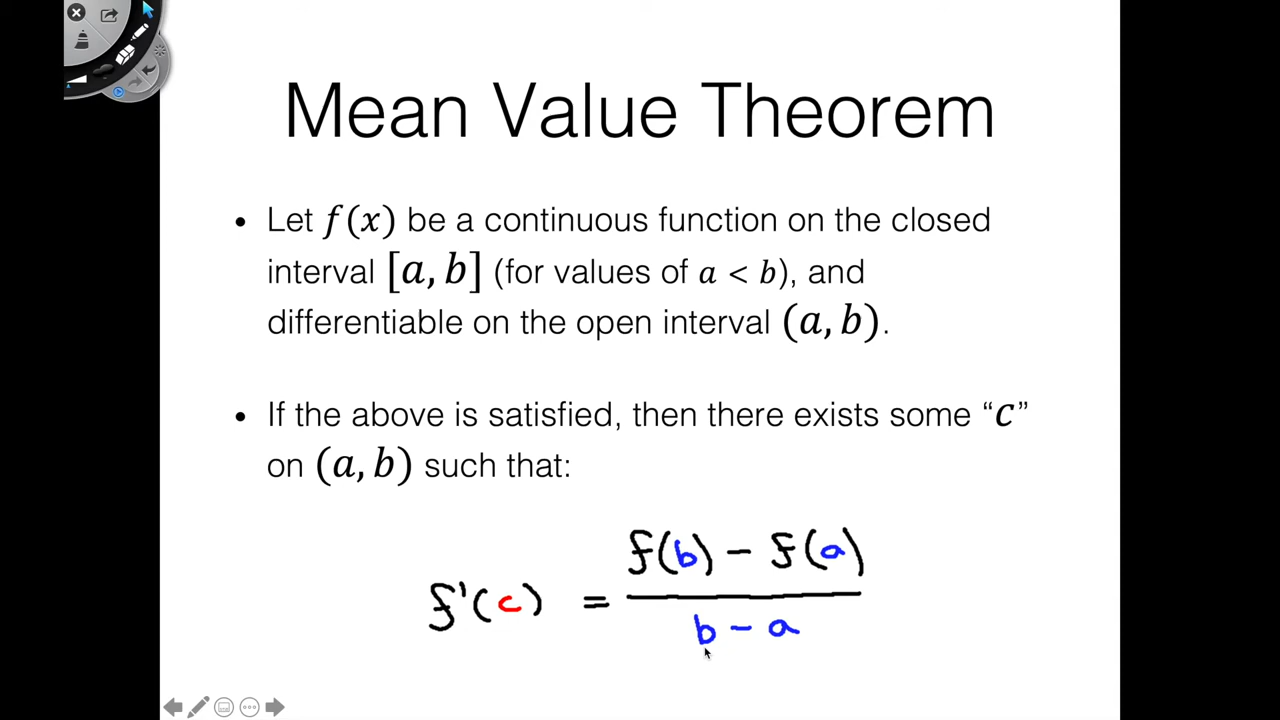 Mean Value Theorem
• Let f(x) be a continuous function on the closed
interval [a, b] (for values of a < b), and
differentiable on the open interval (a, b).
• If the above is satisfied, then there exists some “c”
on (a, b) such that:
f'(c) = f(b) - f(a)
b - a